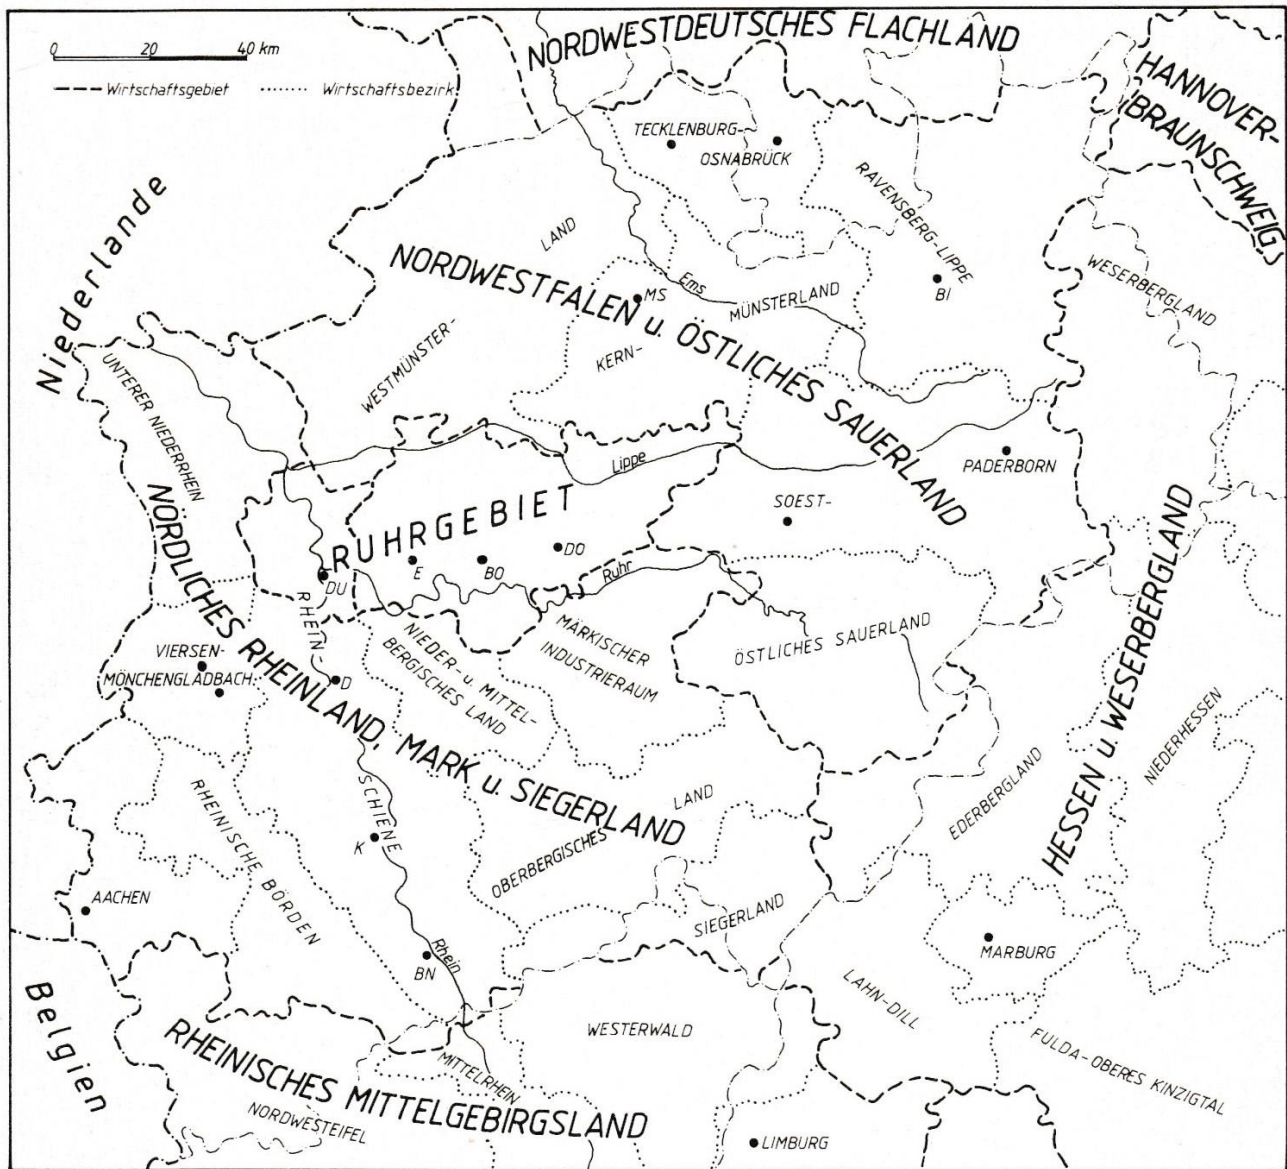 0 20 40 km
Wirtschaftsgebiet Wirtschaftsbezirk
NORDWESTDEUTSCHES FLACHLAND
HANNOVER-
BRAUNSCHWEIG
TECKLENBURG-
OSNABRÜCK
RAVENSBERG-LIPPE
BI
Niederlande
LAND
WESTMÜNSTER-
NORDWESTFALEN u. ÖSTLICHES SAUERLAND
Ems
MS
MÜNSTERLAND
KERN-
WESERBERGLAND
UNTERER NIEDERRHEIN
Lippe
PADERBORN
SOEST-
RUHRGEBIET
DU
E
BO
DO
Ruhr
NÖRDLICHES RHEINLAND, MARK u. SIEGERLAND
RHEIN-
SCHIENE
VIERSEN-
MÖNCHENGLADBACH
D
NIEDER- u. MITTEL-
BERGISCHES LAND
MÄRKISCHER
INDUSTRIERAUM
ÖSTLICHES SAUERLAND
HESSEN u. WESERBERGLAND
NIEDERHESSEN
EDERBERGLAND
RHEINISCHE BÖRDEN
K
LAND
OBERBERGISCHES
AACHEN
SIEGERLAND
BN
Rhein
MARBURG
LAHN-DILL
FULDA-OBERES KINZIGTAL
Belgien
WESTERWALD
RHEINISCHES MITTELGEBIRGSLAND
MITTELRHEIN
NORDWESTEIFEL
LIMBURG